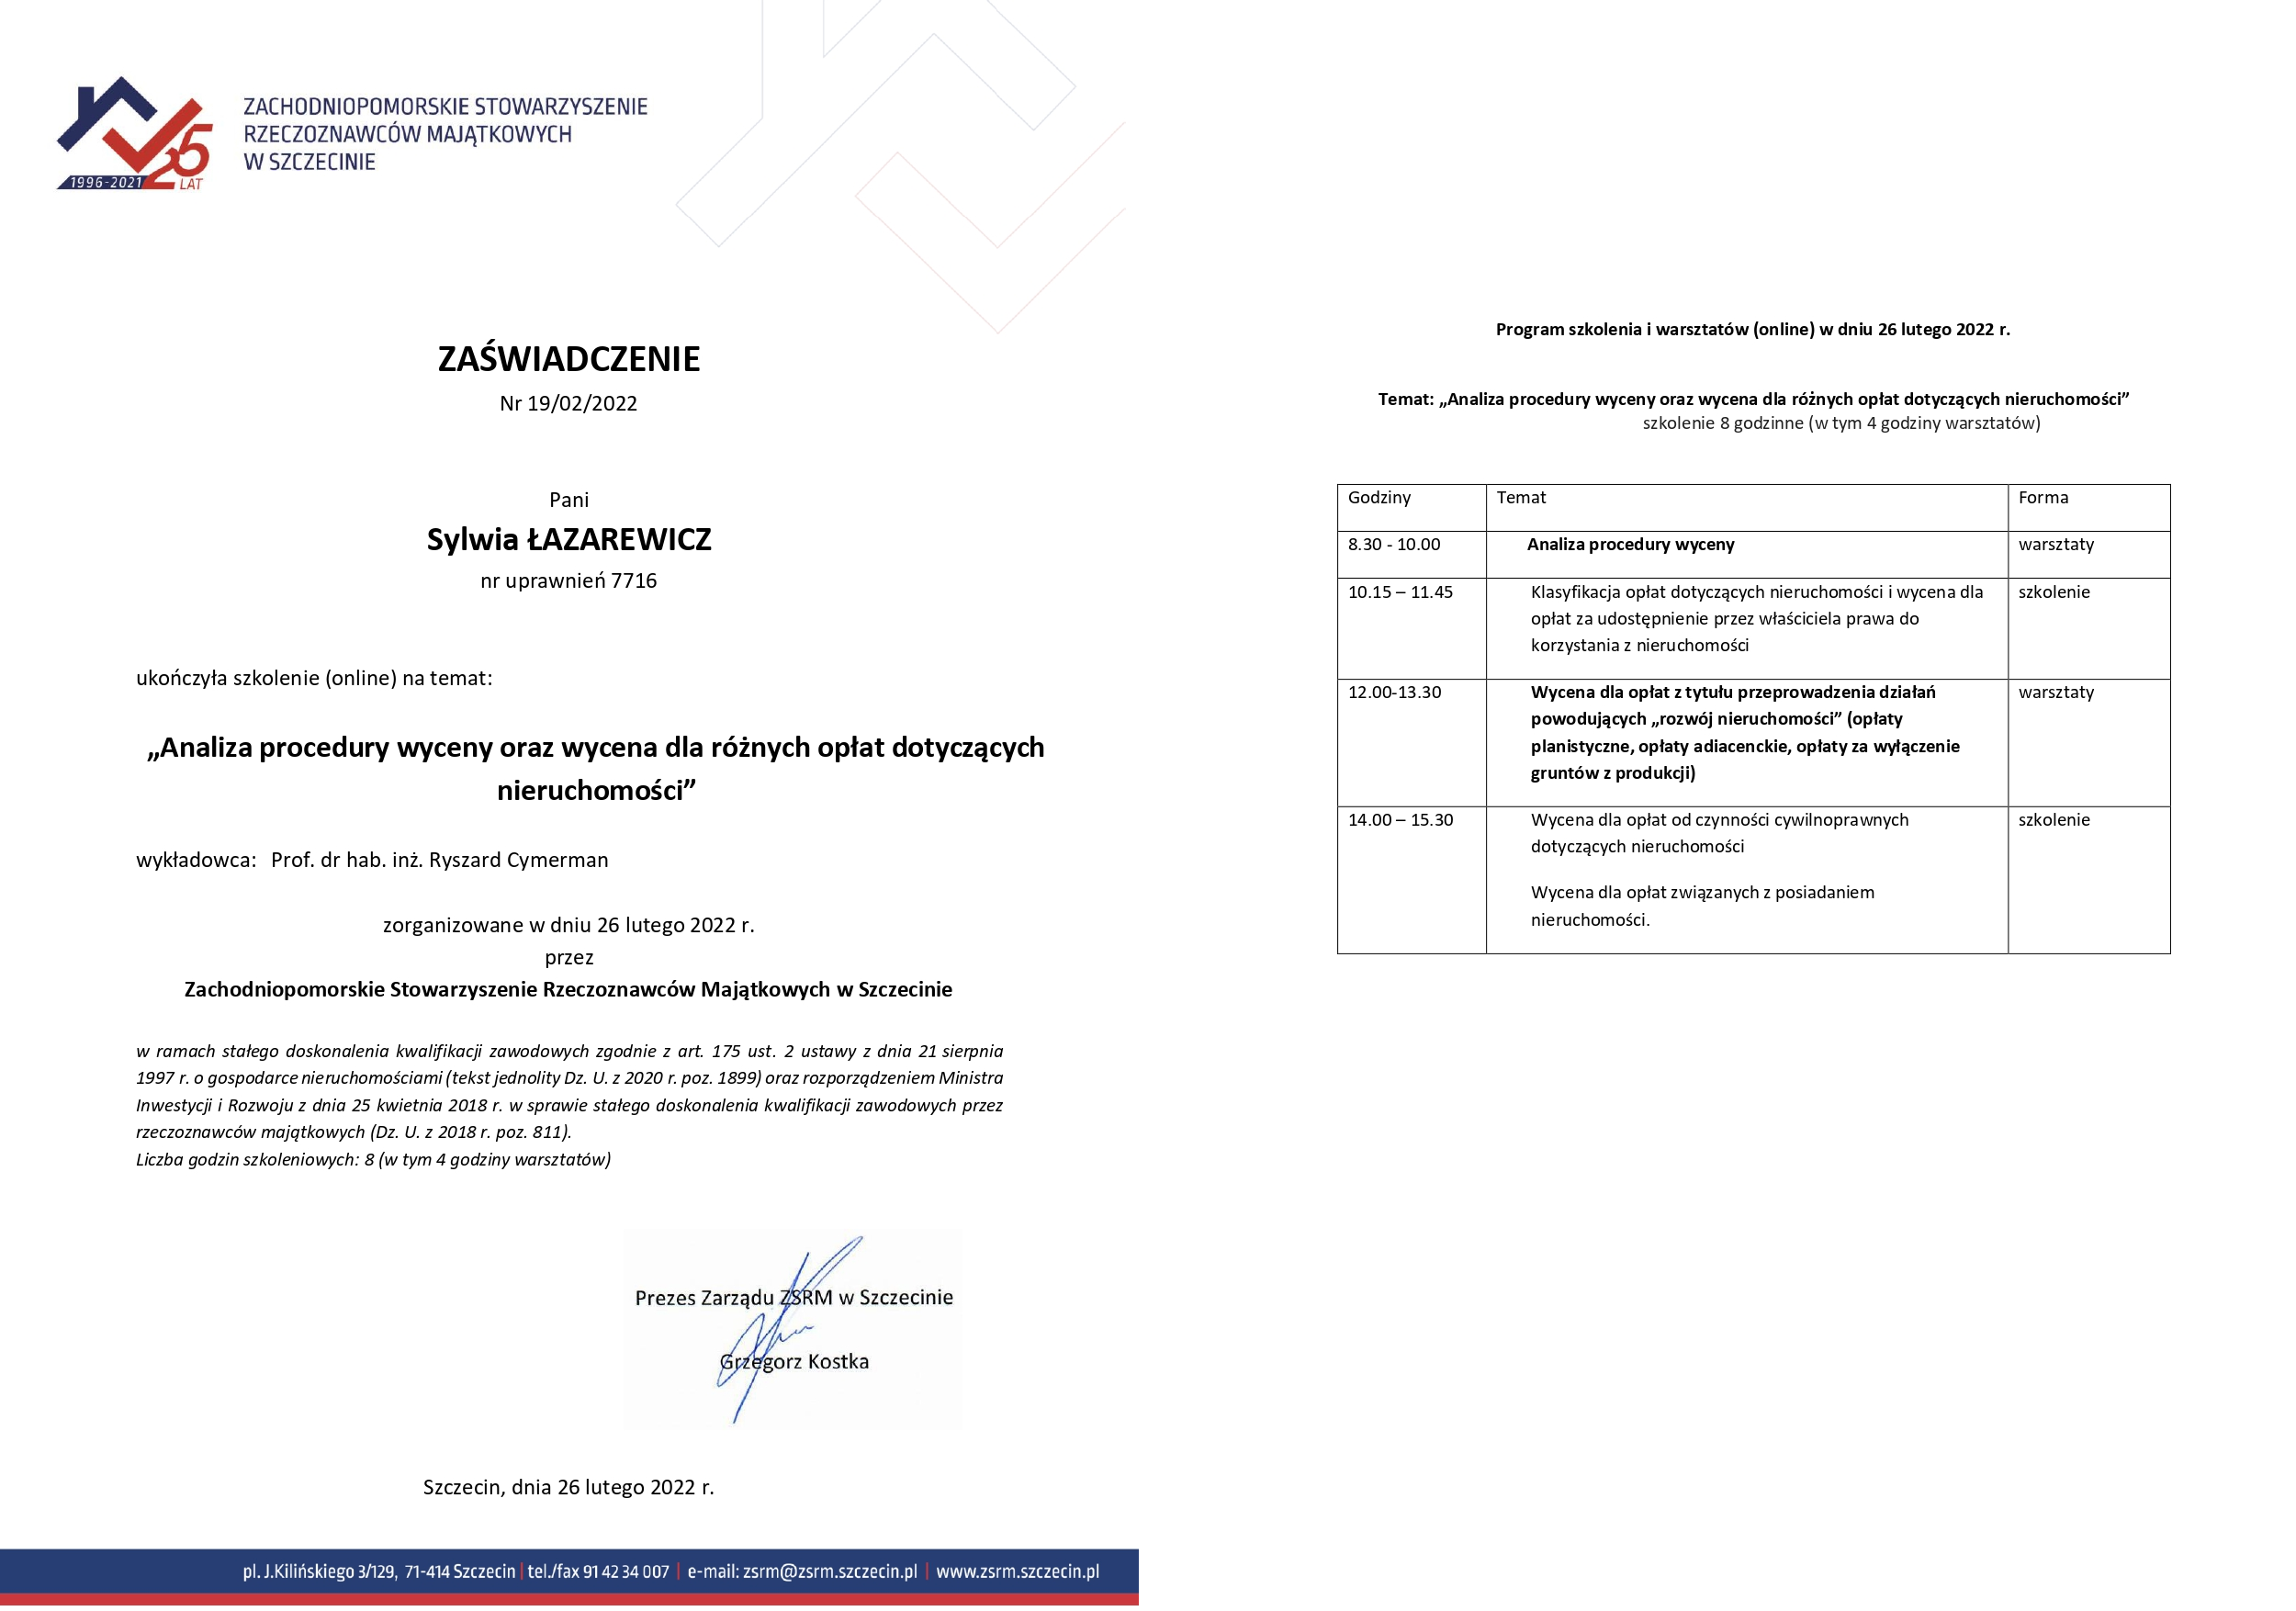 ZACHODNIOPOMORSKIE STOWARZYSZENIE
RZECZOZNAWCÓW MAJĄTKOWYCH
W SZCZECINIE
25
1996-2021
LAT
ZAŚWIADCZENIE
Nr 19/02/2022
Pani
Sylwia ŁAZAREWICZ
nr uprawnień 7716
ukończyła szkolenie (online) na temat:
„Analiza procedury wyceny oraz wycena dla różnych opłat dotyczących
nieruchomości”
wykładowca: Prof. dr hab. inż. Ryszard Cymerman
zorganizowane w dniu 26 lutego 2022 r.
przez
Zachodniopomorskie Stowarzyszenie Rzeczoznawców Majątkowych w Szczecinie
w ramach stałego doskonalenia kwalifikacji zawodowych zgodnie z art. 175 ust. 2 ustawy z dnia 21 sierpnia
1997 r. o gospodarce nieruchomościami (tekst jednolity Dz. U. z 2020 r. poz. 1899) oraz rozporządzeniem Ministra
Inwestycji i Rozwoju z dnia 25 kwietnia 2018 r. w sprawie stałego doskonalenia kwalifikacji zawodowych przez
rzeczoznawców majątkowych (Dz. U. z 2018 r. poz. 811).
Liczba godzin szkoleniowych: 8 (w tym 4 godziny warsztatów)
Prezes Zarządu ZSRM w Szczecinie
Grzegorz Kostka
Szczecin, dnia 26 lutego 2022 r.
pl. J.Kilińskiego 3/129, 71-414 Szczecin | tel./fax 91 42 34 007 | e-mail: zsrm@zsrm.szczecin.pl | www.zsrm.szczecin.pl
Program szkolenia i warsztatów (online) w dniu 26 lutego 2022 r.
Temat: „Analiza procedury wyceny oraz wycena dla różnych opłat dotyczących nieruchomości”
szkolenie 8 godzinne (w tym 4 godziny warsztatów)
Godziny Temat Forma
8.30 - 10.00 Analiza procedury wyceny warsztaty
10.15 – 11.45 Klasyfikacja opłat dotyczących nieruchomości i wycena dla szkolenie
opłat za udostępnienie przez właściciela prawa do
korzystania z nieruchomości
12.00-13.30 Wycena dla opłat z tytułu przeprowadzenia działań warsztaty
powodujących „rozwój nieruchomości” (opłaty
planistyczne, opłaty adiacenckie, opłaty za wyłączenie
gruntów z produkcji)
14.00 – 15.30 Wycena dla opłat od czynności cywilnoprawnych szkolenie
dotyczących nieruchomości
Wycena dla opłat związanych z posiadaniem
nieruchomości.